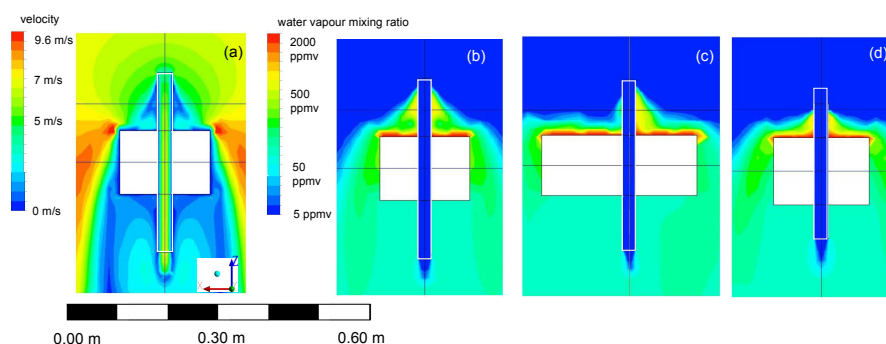 velocity
9.6 m/s
7 m/s
5 m/s
0 m/s
(a)
water vapour mixing ratio
2000
ppmv
500
ppmv
50
ppmv
5 ppmv
(b)
(c)
(d)
Z
X
0.00 m
0.30 m
0.60 m